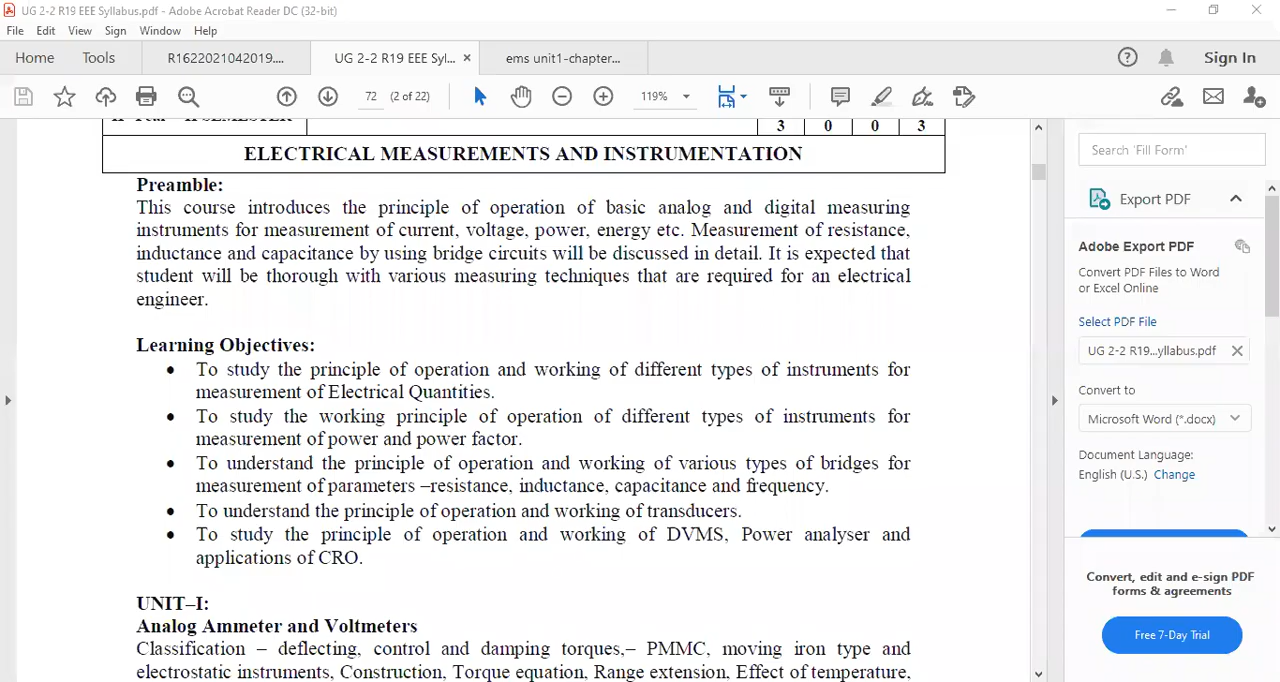 UG 2-2 R19 EEE Syllabus.pdf - Adobe Acrobat Reader DC (32-bit)
File Edit View Sign Window Help
Home Tools R1622021042019.... UG 2-2 R19 EEE Syl... × ems unit1-chapter... Sign In
72 (2 of 22) 119%
II Year – II SEMESTER
3 0 0 3
ELECTRICAL MEASUREMENTS AND INSTRUMENTATION
Preamble:
This course introduces the principle of operation of basic analog and digital measuring
instruments for measurement of current, voltage, power, energy etc. Measurement of resistance,
inductance and capacitance by using bridge circuits will be discussed in detail. It is expected that
student will be thorough with various measuring techniques that are required for an electrical
engineer.
Learning Objectives:
• To study the principle of operation and working of different types of instruments for
measurement of Electrical Quantities.
• To study the working principle of operation of different types of instruments for
measurement of power and power factor.
• To understand the principle of operation and working of various types of bridges for
measurement of parameters –resistance, inductance, capacitance and frequency.
• To understand the principle of operation and working of transducers.
• To study the principle of operation and working of DVMS, Power analyser and
applications of CRO.
UNIT–I:
Analog Ammeter and Voltmeters
Classification – deflecting, control and damping torques,– PMMC, moving iron type and
electrostatic instruments, Construction, Torque equation, Range extension, Effect of temperature,
Search 'Fill Form'
Export PDF
Adobe Export PDF
Convert PDF Files to Word
or Excel Online
Select PDF File
UG 2-2 R19...yllabus.pdf
Convert to
Microsoft Word (*.docx)
Document Language:
English (U.S.) Change
Convert, edit and e-sign PDF
forms & agreements
Free 7-Day Trial